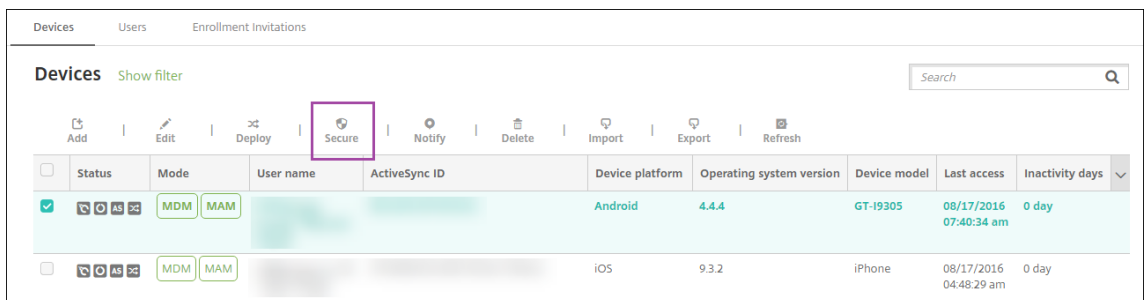 Devices Users Enrollment Invitations
Devices Show filter Search
Add | Edit | Deploy | Secure | Notify | Delete | Import | Export | Refresh
Status Mode User name ActiveSync ID Device platform Operating system version Device model Last access Inactivity days
AS MDM MAM Android 4.4.4 GT-I9305 08/17/2016 0 day
07:40:34 am
AS MDM MAM iOS 9.3.2 iPhone 08/17/2016 0 day
04:48:29 am